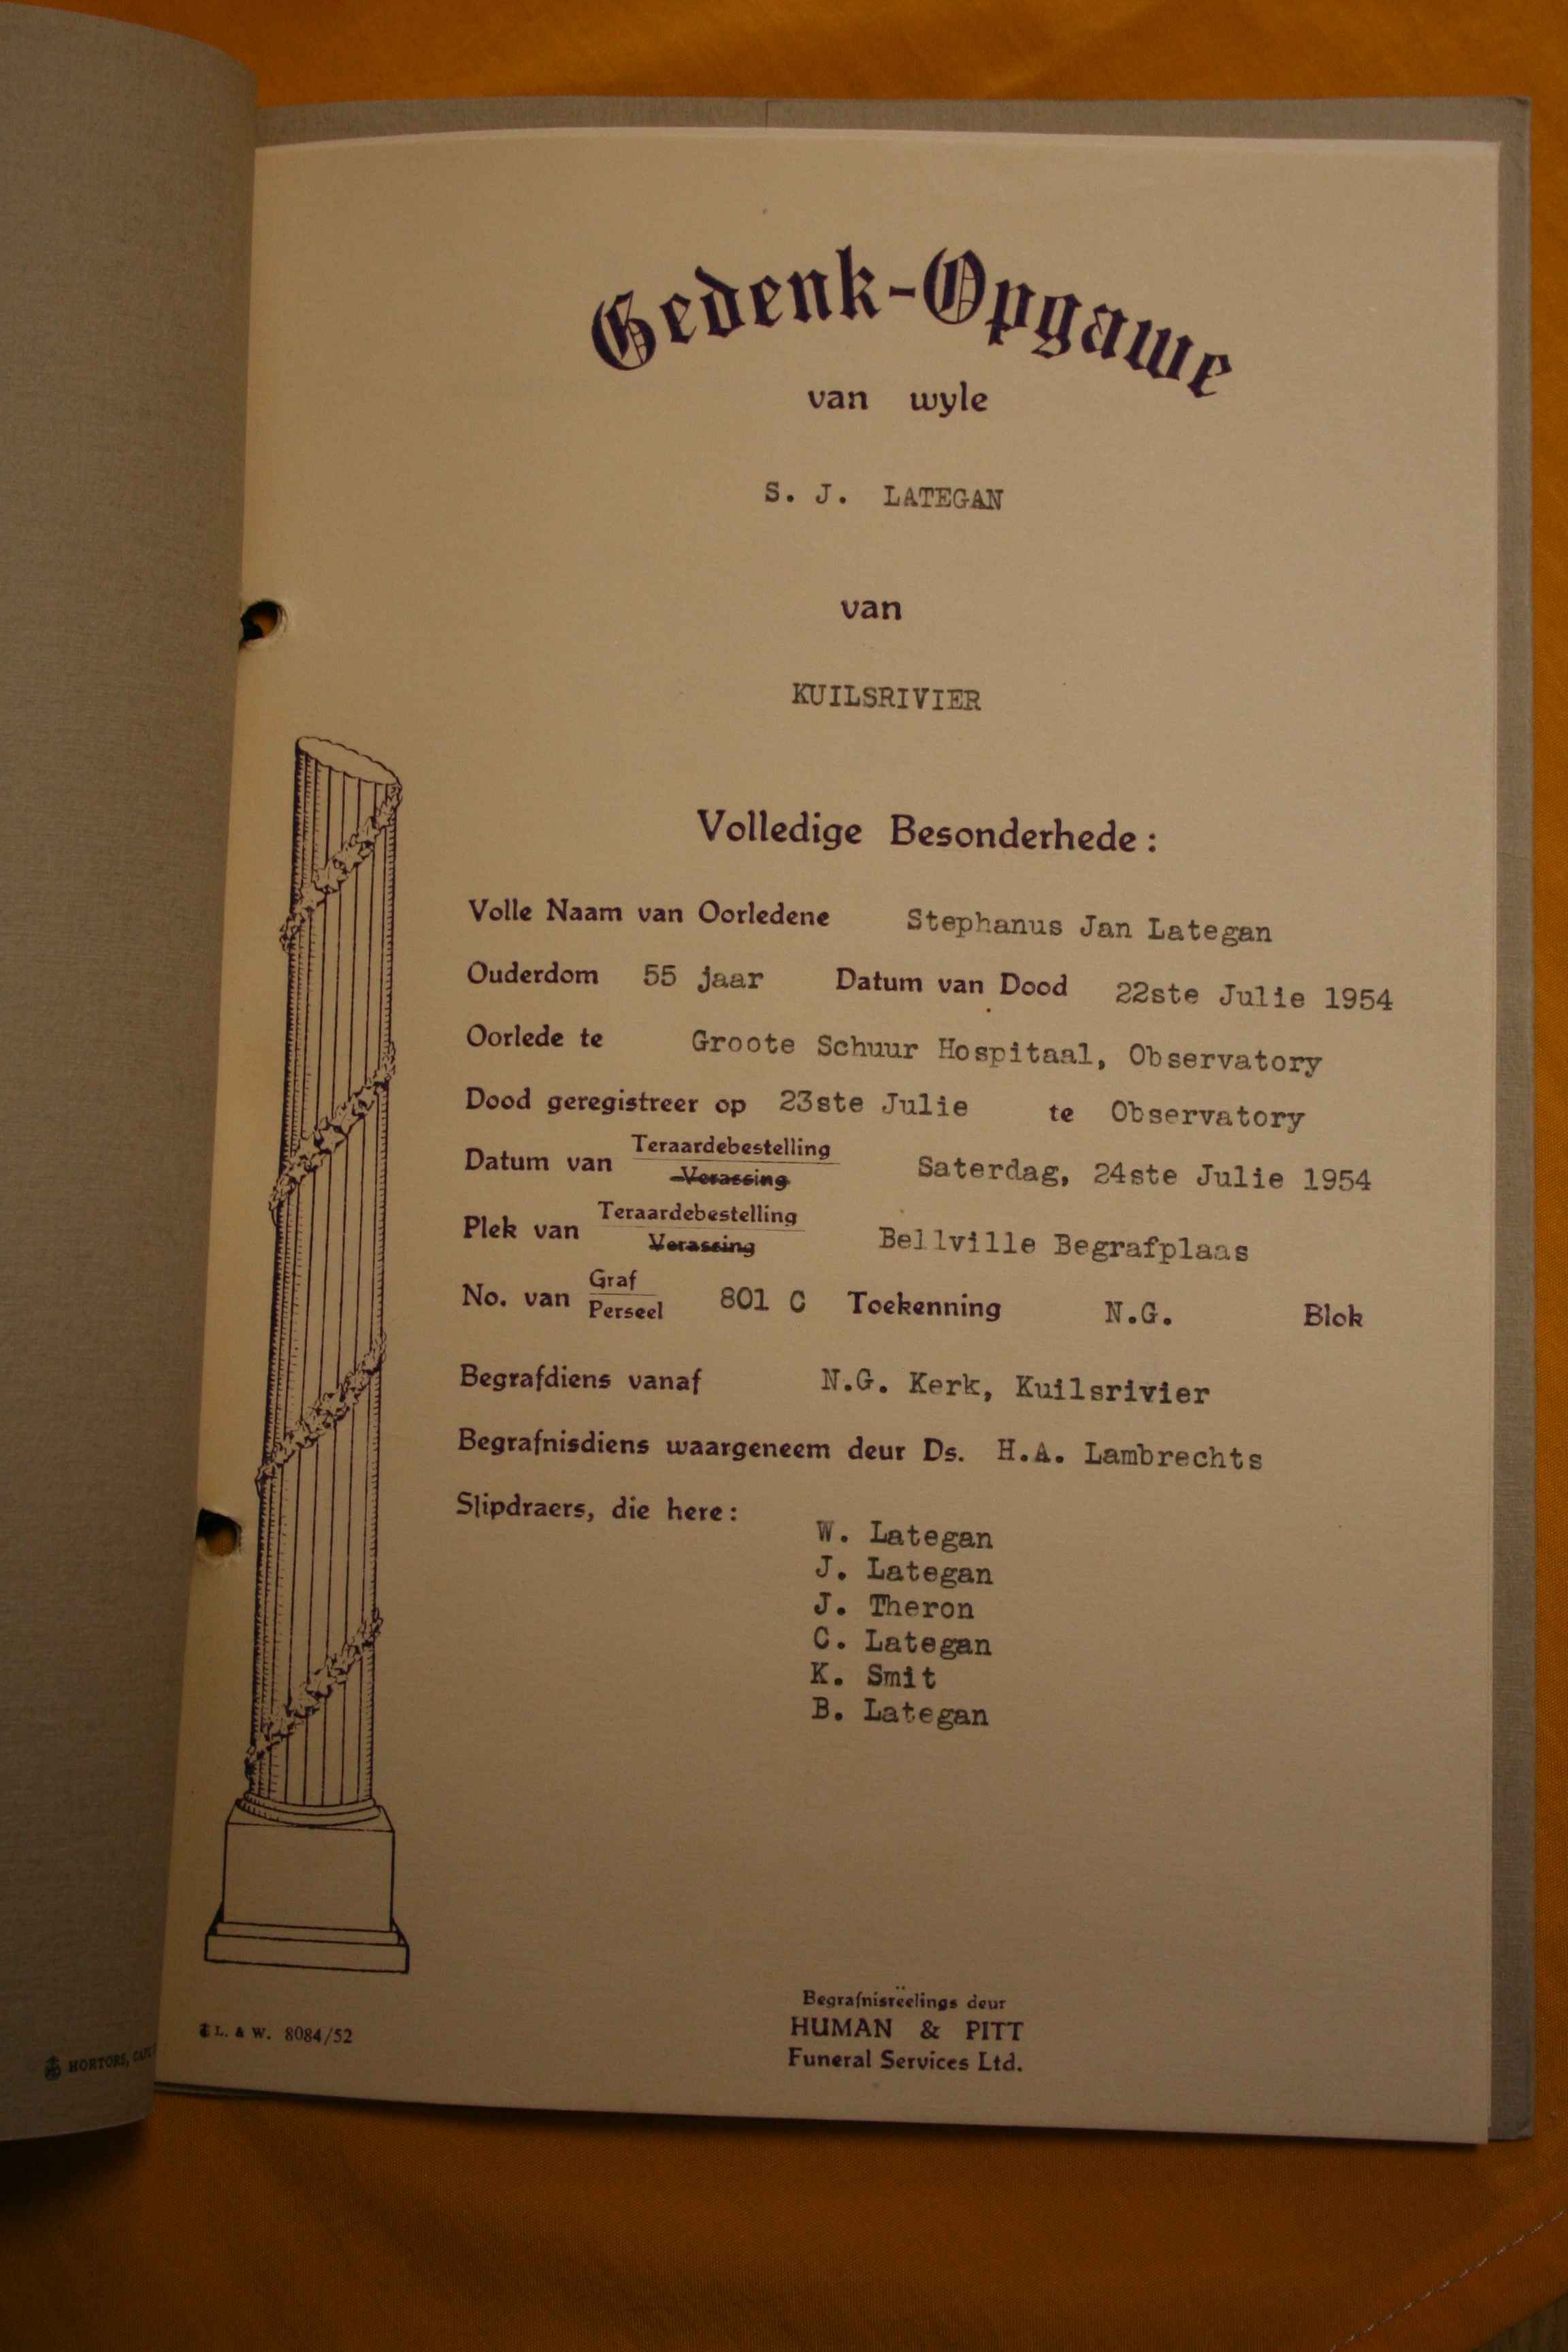 Gedenk-Opgawe
van wyle
S. J. LATEGAN
van
KUILSRIVIER
Volledige Besonderhede :
Volle Naam van Oorledene Stephanus Jan Lategan
Ouderdom 55 jaar Datum van Dood 22ste Julie 1954
Oorlede te Groote Schuur Hospitaal, Observatory
Dood geregistreer op 23ste Julie te Observatory
Datum van Teraardebestelling Saterdag, 24ste Julie 1954
Verassing
Plek van Teraardebestelling Bellville Begrafplaas
Verassing
No. van Graf 801 C Toekenning N.G. Blok
Perseel
Begrafdiens vanaf N.G. Kerk, Kuilsrivier
Begrafnisdiens waargeneem deur Ds. H.A. Lambrechts
Slipdraers, die here :
W. Lategan
J. Lategan
J. Theron
C. Lategan
K. Smit
B. Lategan
Begrafnisreëlings deur
HUMAN & PITT
Funeral Services Ltd.
L. & W. 8084/52
HORTORS,